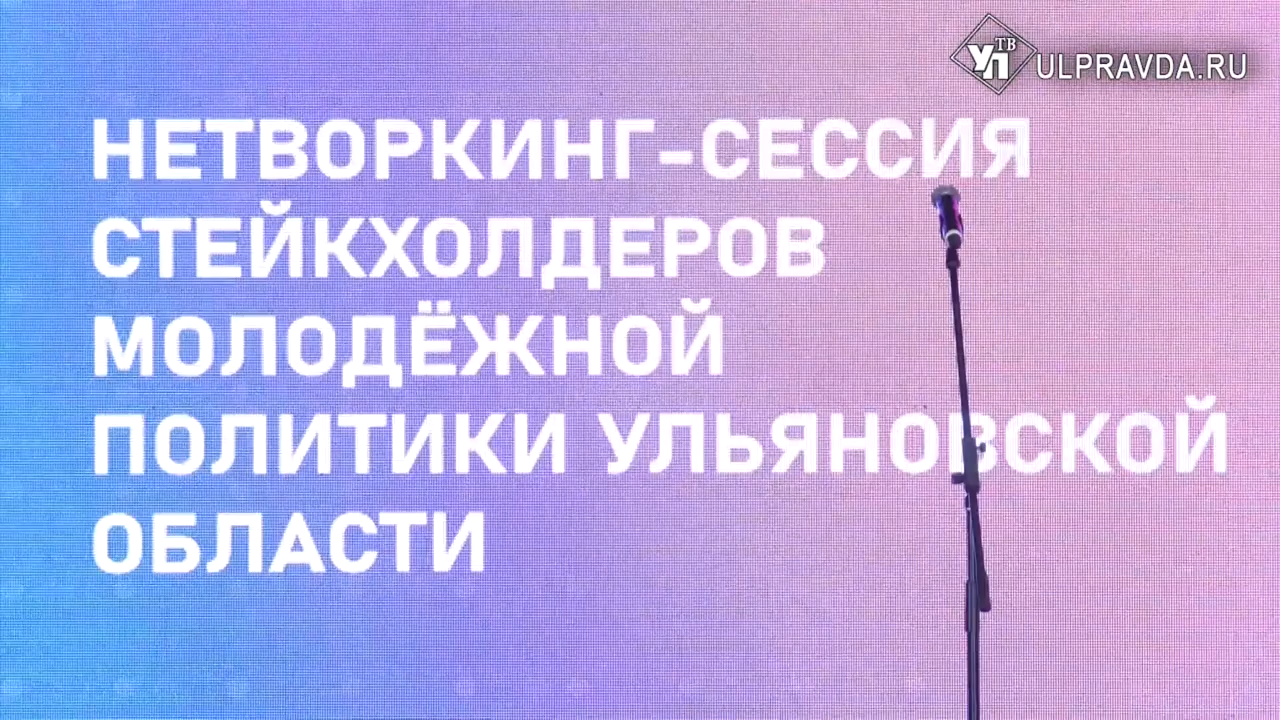 УП ТВ ULPRAVDA.RU
НЕТВОРКИНГ-СЕССИЯ
СТЕЙКХОЛДЕРОВ
МОЛОДЁЖНОЙ
ПОЛИТИКИ УЛЬЯНОВСКОЙ
ОБЛАСТИ